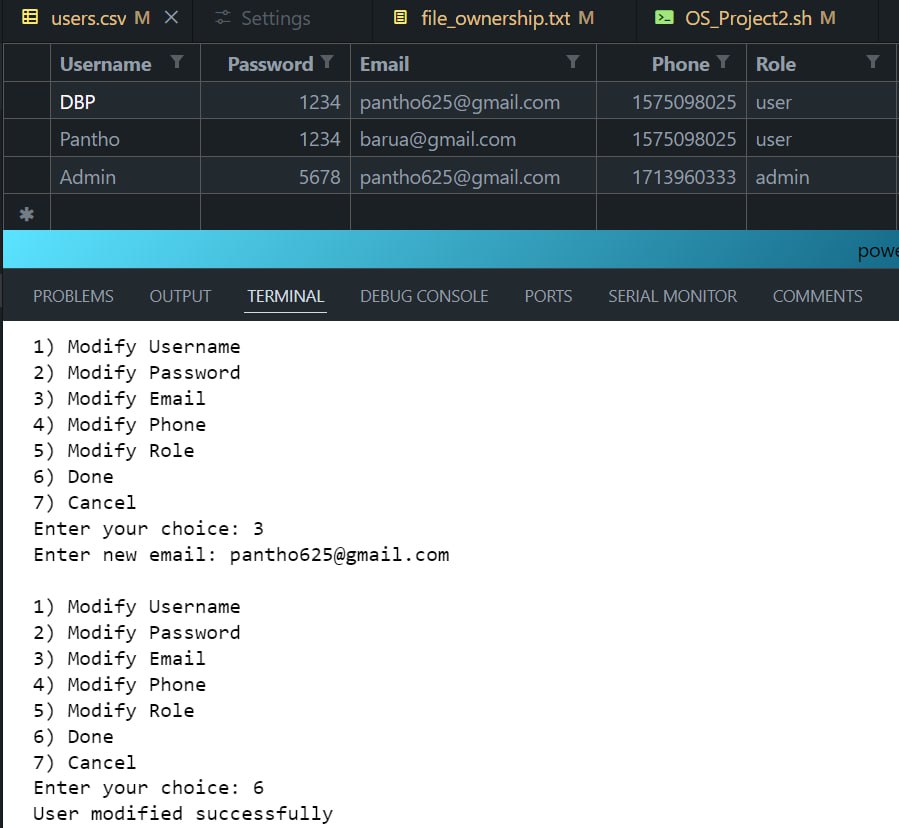 users.csv M Settings file_ownership.txt M OS_Project2.sh M
Username Password Email Phone Role
DBP 1234 pantho625@gmail.com 1575098025 user
Pantho 1234 barua@gmail.com 1575098025 user
Admin 5678 pantho625@gmail.com 1713960333 admin
powe
PROBLEMS OUTPUT TERMINAL DEBUG CONSOLE PORTS SERIAL MONITOR COMMENTS
1) Modify Username
2) Modify Password
3) Modify Email
4) Modify Phone
5) Modify Role
6) Done
7) Cancel
Enter your choice: 3
Enter new email: pantho625@gmail.com
1) Modify Username
2) Modify Password
3) Modify Email
4) Modify Phone
5) Modify Role
6) Done
7) Cancel
Enter your choice: 6
User modified successfully